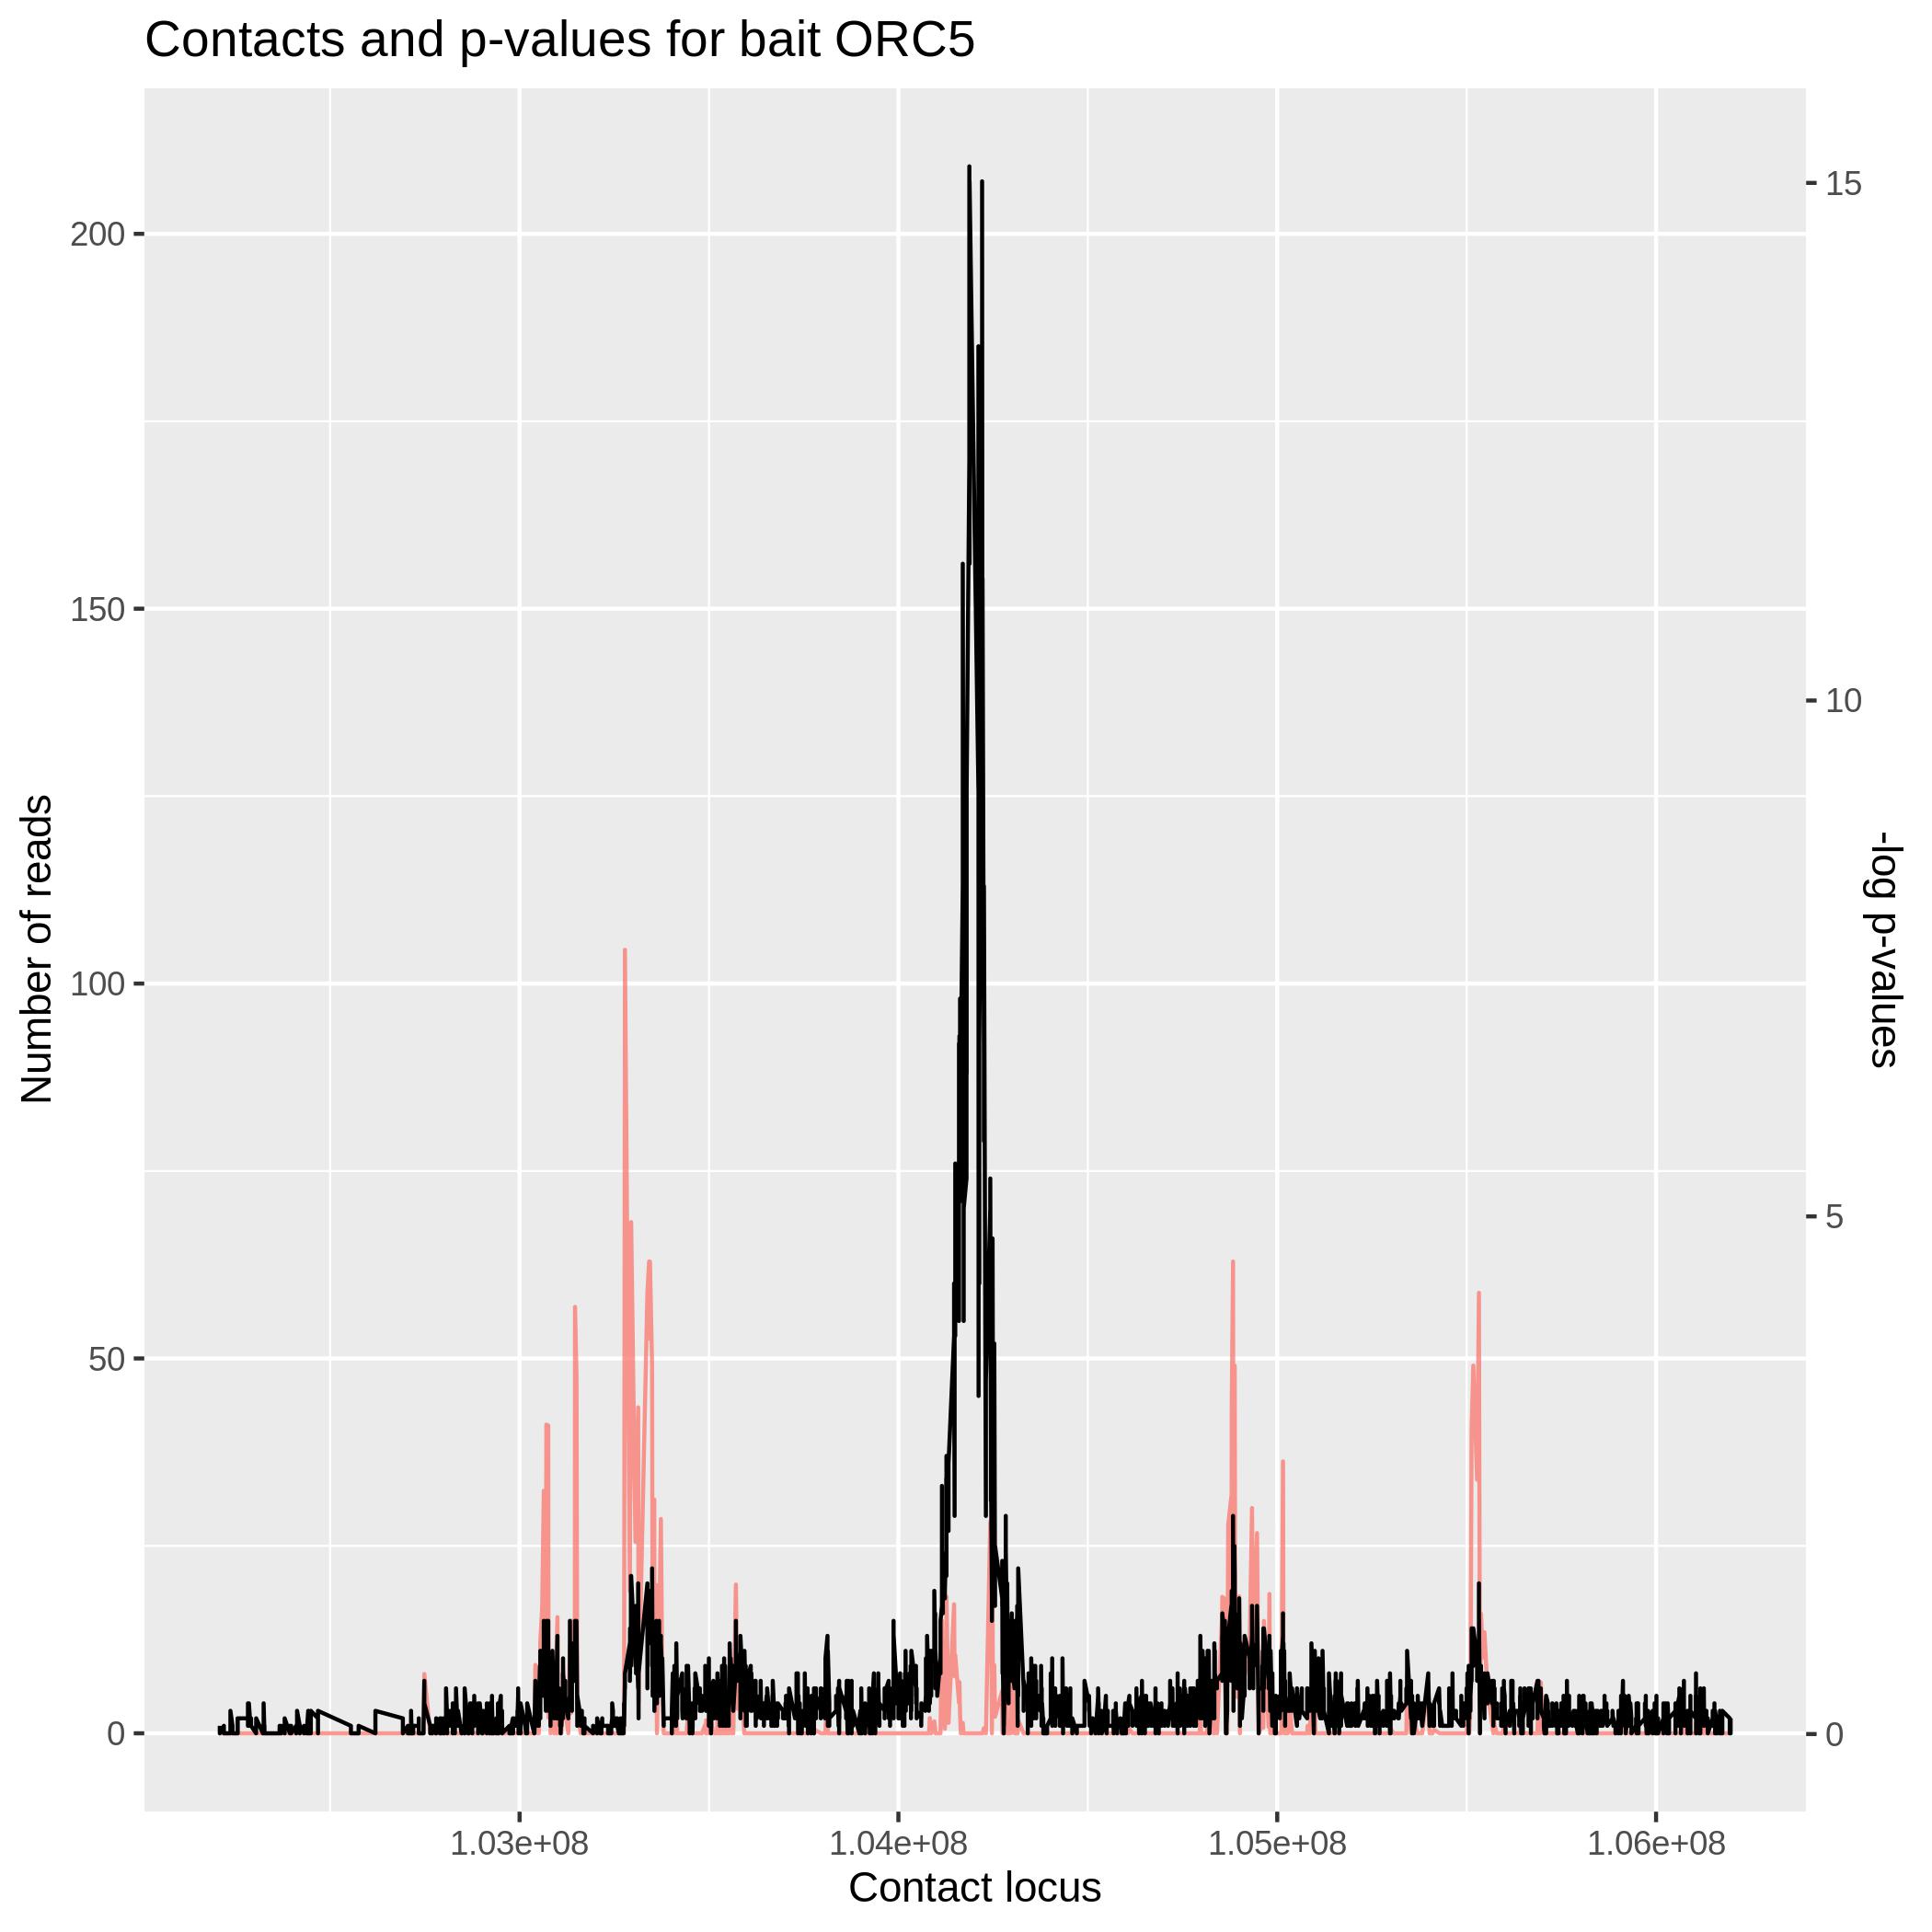 Contacts and p-values for bait ORC5
Number of reads
200
150
100
50
0
15
10
5
0
-log p-values
1.03e+08
1.04e+08
1.05e+08
1.06e+08
Contact locus